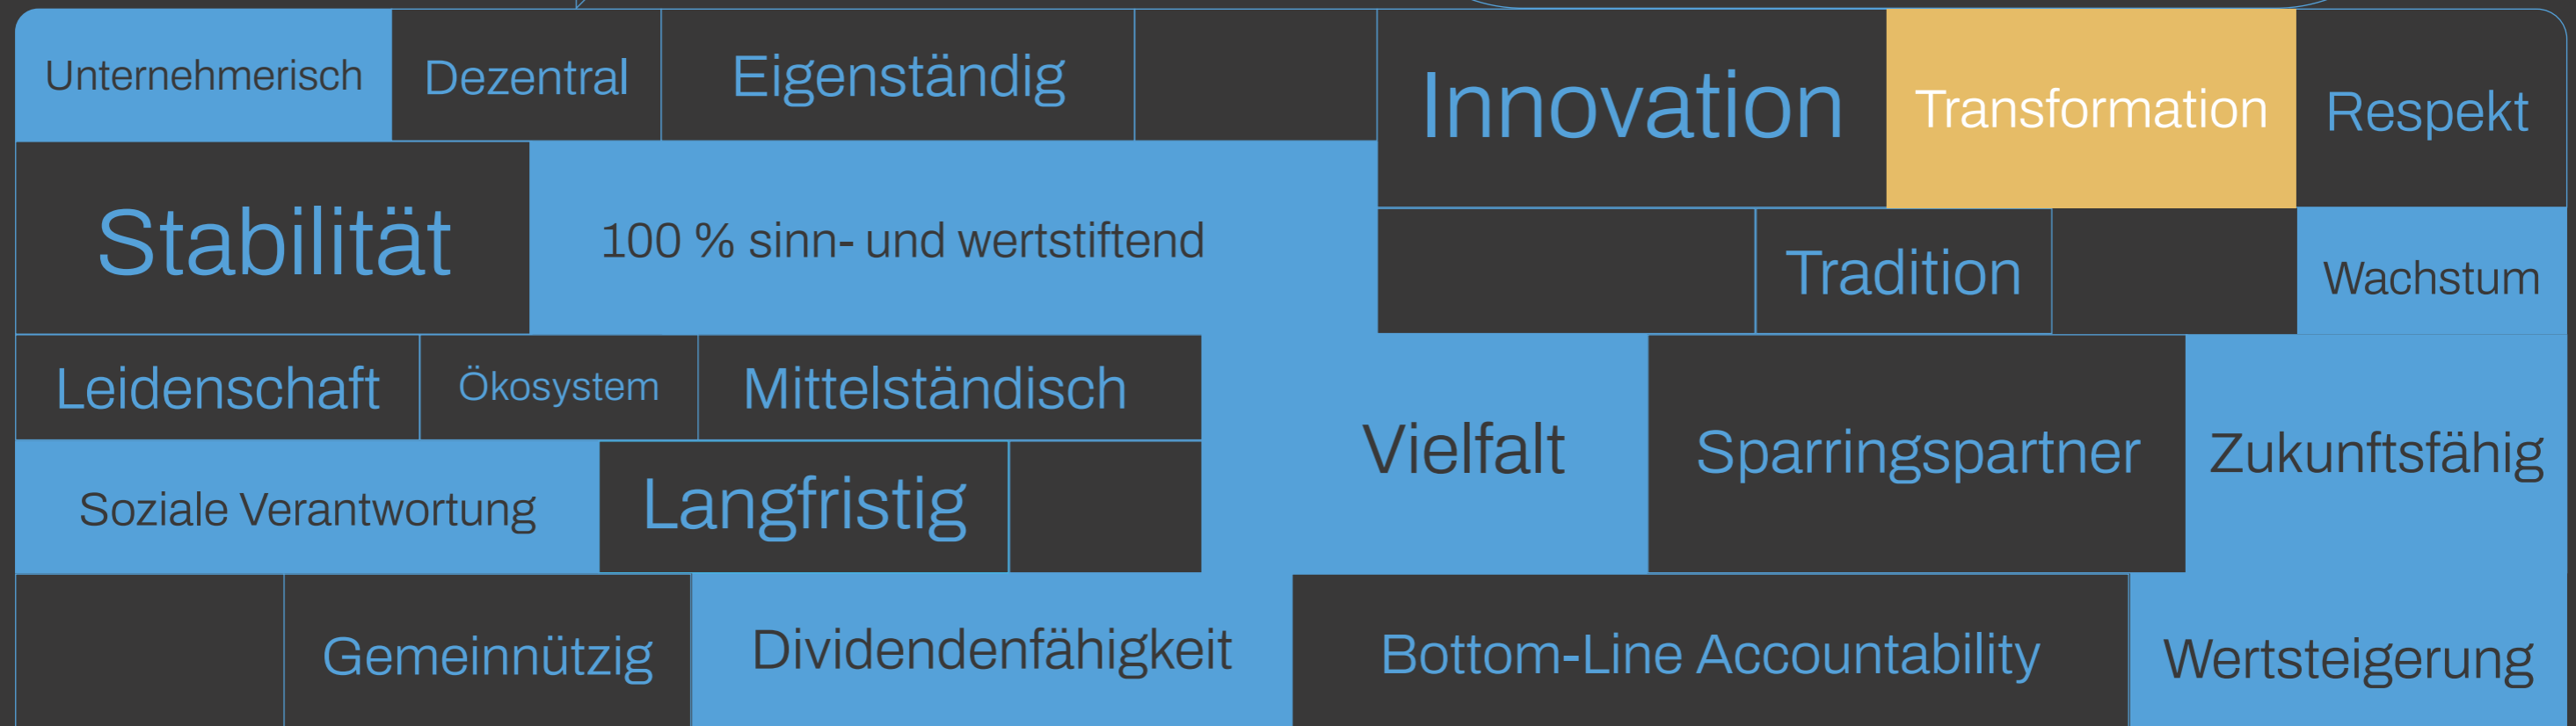 Unternehmerisch
Dezentral
Eigenständig
Innovation
Transformation
Respekt
Stabilität
100 % sinn- und wertstiftend
Tradition
Wachstum
Leidenschaft
Ökosystem
Mittelständisch
Vielfalt
Sparringspartner
Zukunftsfähig
Soziale Verantwortung
Langfristig
Gemeinnützig
Dividendenfähigkeit
Bottom-Line Accountability
Wertsteigerung